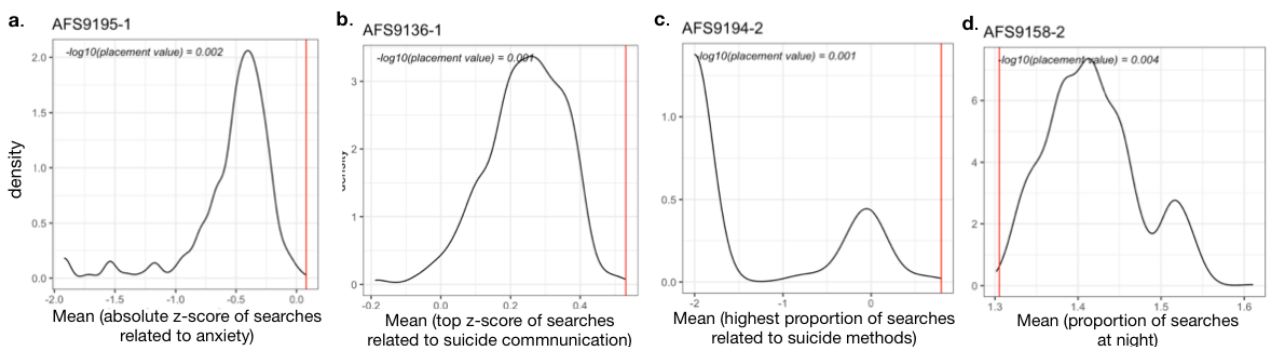 a.
AFS9195-1
-log10(placement value) = 0.002
density
2.0
1.5
1.0
0.5
0.0
-2.0 -1.5 -1.0 -0.5 0.0
Mean (absolute z-score of searches
related to anxiety)
b.
AFS9136-1
-log10(placement value) = 0.001
density
3
2
1
0
-0.2 0.0 0.2 0.4
Mean (top z-score of searches
related to suicide commnunication)
c.
AFS9194-2
-log10(placement value) = 0.001
1.0
0.5
0.0
-2 -1 0
Mean (highest proportion of searches
related to suicide methods)
d.
AFS9158-2
-log10(placement value) = 0.004
6
4
2
0
1.3 1.4 1.5 1.6
Mean (proportion of searches
at night)